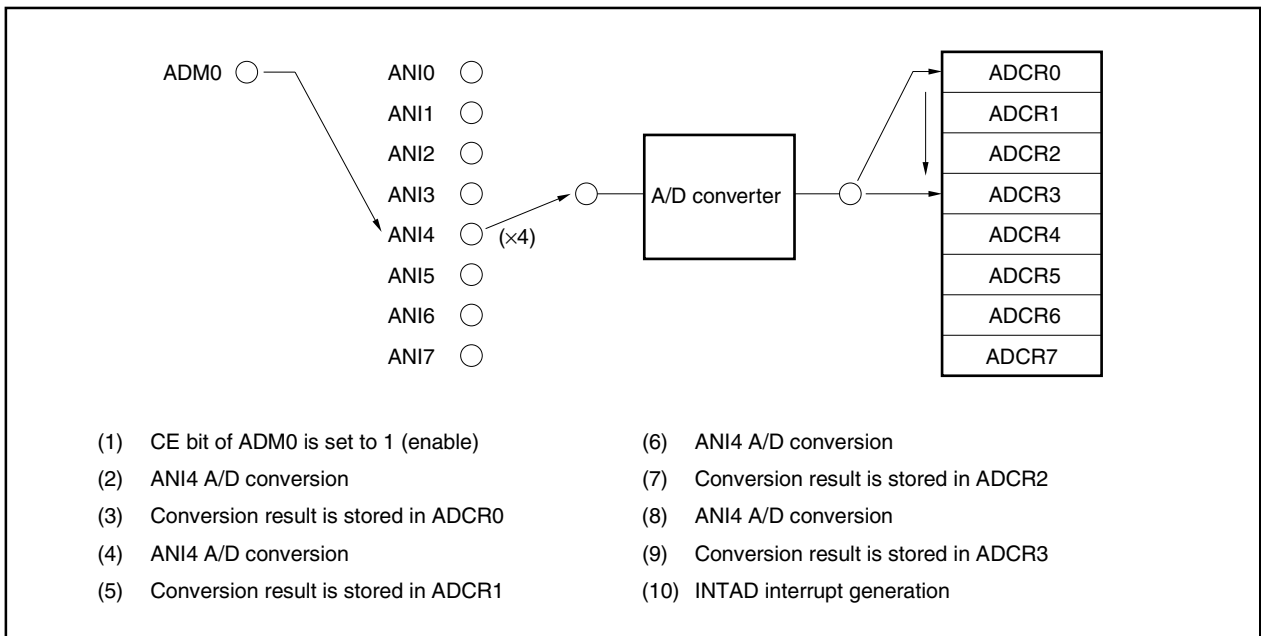 ADM0
ANI0
ANI1
ANI2
ANI3
ANI4
ANI5
ANI6
ANI7
(×4)
A/D converter
ADCR0
ADCR1
ADCR2
ADCR3
ADCR4
ADCR5
ADCR6
ADCR7
(1) CE bit of ADM0 is set to 1 (enable)
(2) ANI4 A/D conversion
(3) Conversion result is stored in ADCR0
(4) ANI4 A/D conversion
(5) Conversion result is stored in ADCR1
(6) ANI4 A/D conversion
(7) Conversion result is stored in ADCR2
(8) ANI4 A/D conversion
(9) Conversion result is stored in ADCR3
(10) INTAD interrupt generation